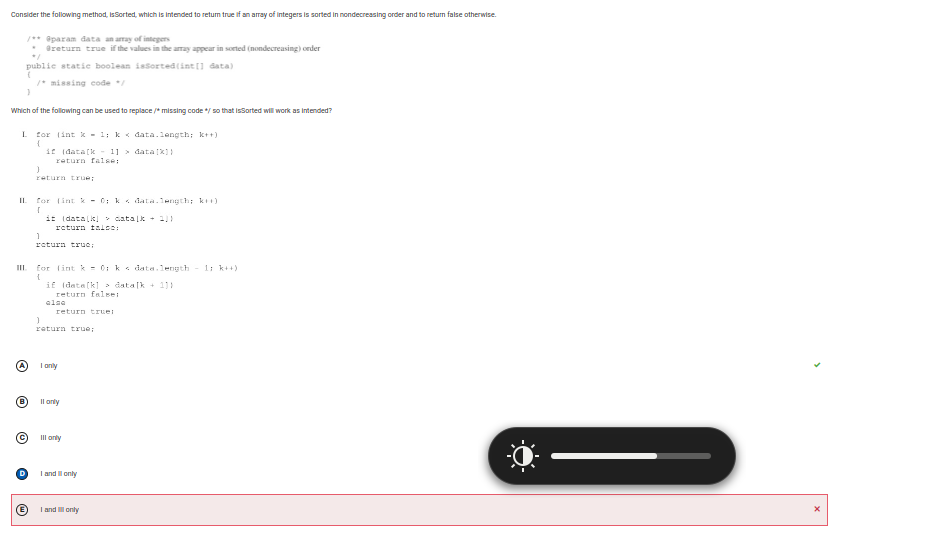 Consider the following method, isSorted, which is intended to return true if an array of integers is sorted in nondecreasing order and to return false otherwise.
/** @param data an array of integers
* @return true if the values in the array appear in sorted (nondecreasing) order
*/
public static boolean isSorted(int[] data)
{
/* missing code */
}
Which of the following can be used to replace /* missing code */ so that isSorted will work as intended?
I. for (int k = 1; k < data.length; k++)
{
if (data[k - 1] > data[k])
return false;
}
return true;
II. for (int k = 0; k < data.length; k++)
{
if (data[k] > data[k + 1])
return false;
}
return true;
III. for (int k = 0; k < data.length - 1; k++)
{
if (data[k] > data[k + 1])
return false;
else
return true;
}
return true;
A I only
B II only
C III only
D I and II only
E I and III only